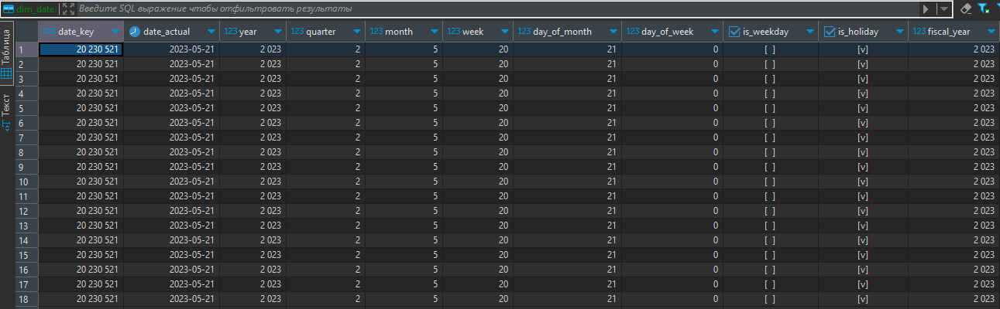 dim_date Введите SQL выражение чтобы отфильтровать результаты
Таблица
Текст
123 date_key date_actual 123 year 123 quarter 123 month 123 week 123 day_of_month 123 day_of_week is_weekday is_holiday 123 fiscal_year
1 20 230 521 2023-05-21 2 023 2 5 20 21 0 [ ] [v] 2 023
2 20 230 521 2023-05-21 2 023 2 5 20 21 0 [ ] [v] 2 023
3 20 230 521 2023-05-21 2 023 2 5 20 21 0 [ ] [v] 2 023
4 20 230 521 2023-05-21 2 023 2 5 20 21 0 [ ] [v] 2 023
5 20 230 521 2023-05-21 2 023 2 5 20 21 0 [ ] [v] 2 023
6 20 230 521 2023-05-21 2 023 2 5 20 21 0 [ ] [v] 2 023
7 20 230 521 2023-05-21 2 023 2 5 20 21 0 [ ] [v] 2 023
8 20 230 521 2023-05-21 2 023 2 5 20 21 0 [ ] [v] 2 023
9 20 230 521 2023-05-21 2 023 2 5 20 21 0 [ ] [v] 2 023
10 20 230 521 2023-05-21 2 023 2 5 20 21 0 [ ] [v] 2 023
11 20 230 521 2023-05-21 2 023 2 5 20 21 0 [ ] [v] 2 023
12 20 230 521 2023-05-21 2 023 2 5 20 21 0 [ ] [v] 2 023
13 20 230 521 2023-05-21 2 023 2 5 20 21 0 [ ] [v] 2 023
14 20 230 521 2023-05-21 2 023 2 5 20 21 0 [ ] [v] 2 023
15 20 230 521 2023-05-21 2 023 2 5 20 21 0 [ ] [v] 2 023
16 20 230 521 2023-05-21 2 023 2 5 20 21 0 [ ] [v] 2 023
17 20 230 521 2023-05-21 2 023 2 5 20 21 0 [ ] [v] 2 023
18 20 230 521 2023-05-21 2 023 2 5 20 21 0 [ ] [v] 2 023